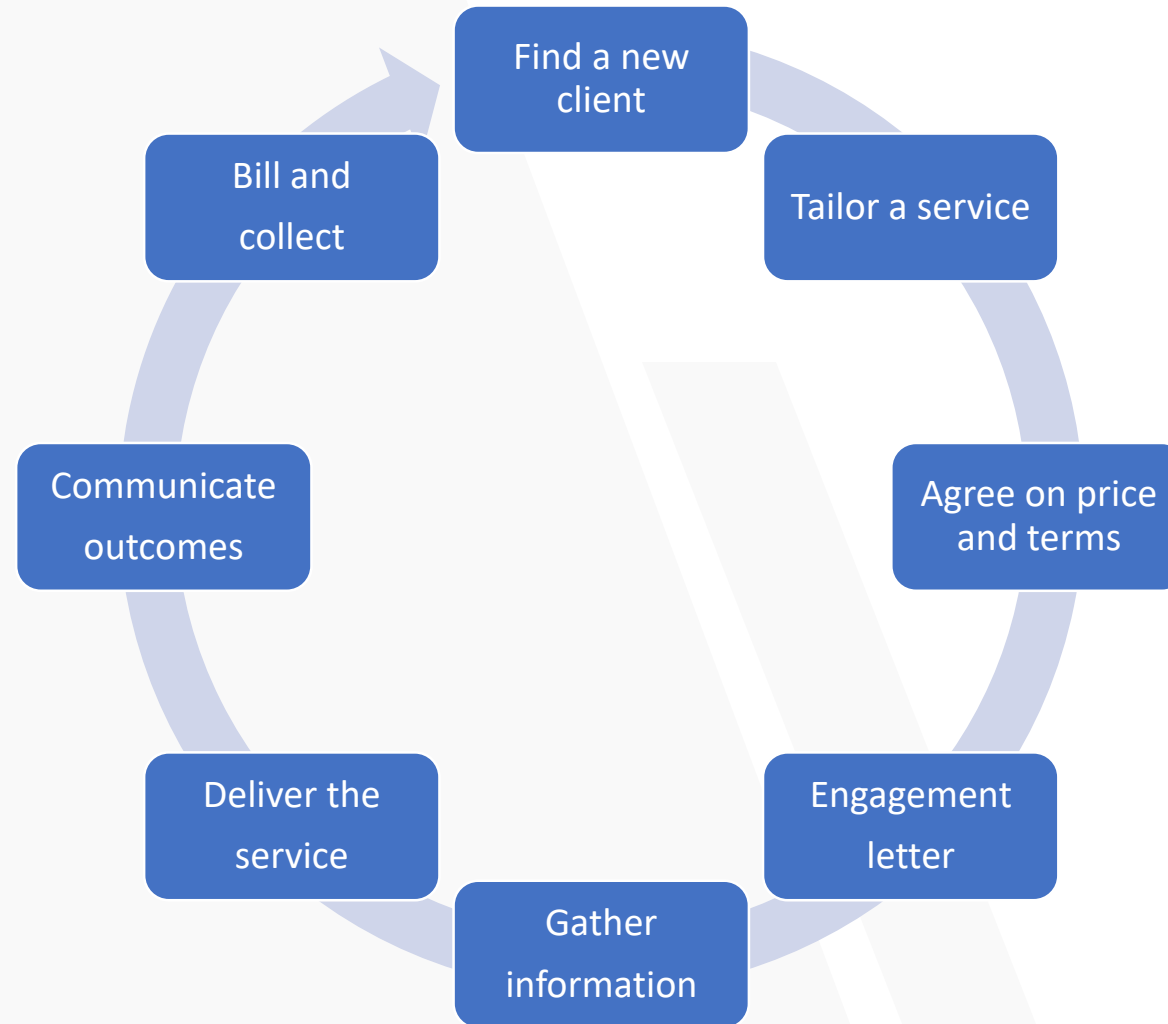 Find a new
client
Tailor a service
Agree on price
and terms
Engagement
letter
Gather
information
Deliver the
service
Communicate
outcomes
Bill and
collect